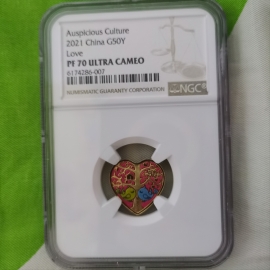 Auspicious Culture
2021 China G50Y
Love
PF 70 ULTRA CAMEO
6174286-007
NUMISMATIC GUARANTY CORPORATION
NGC